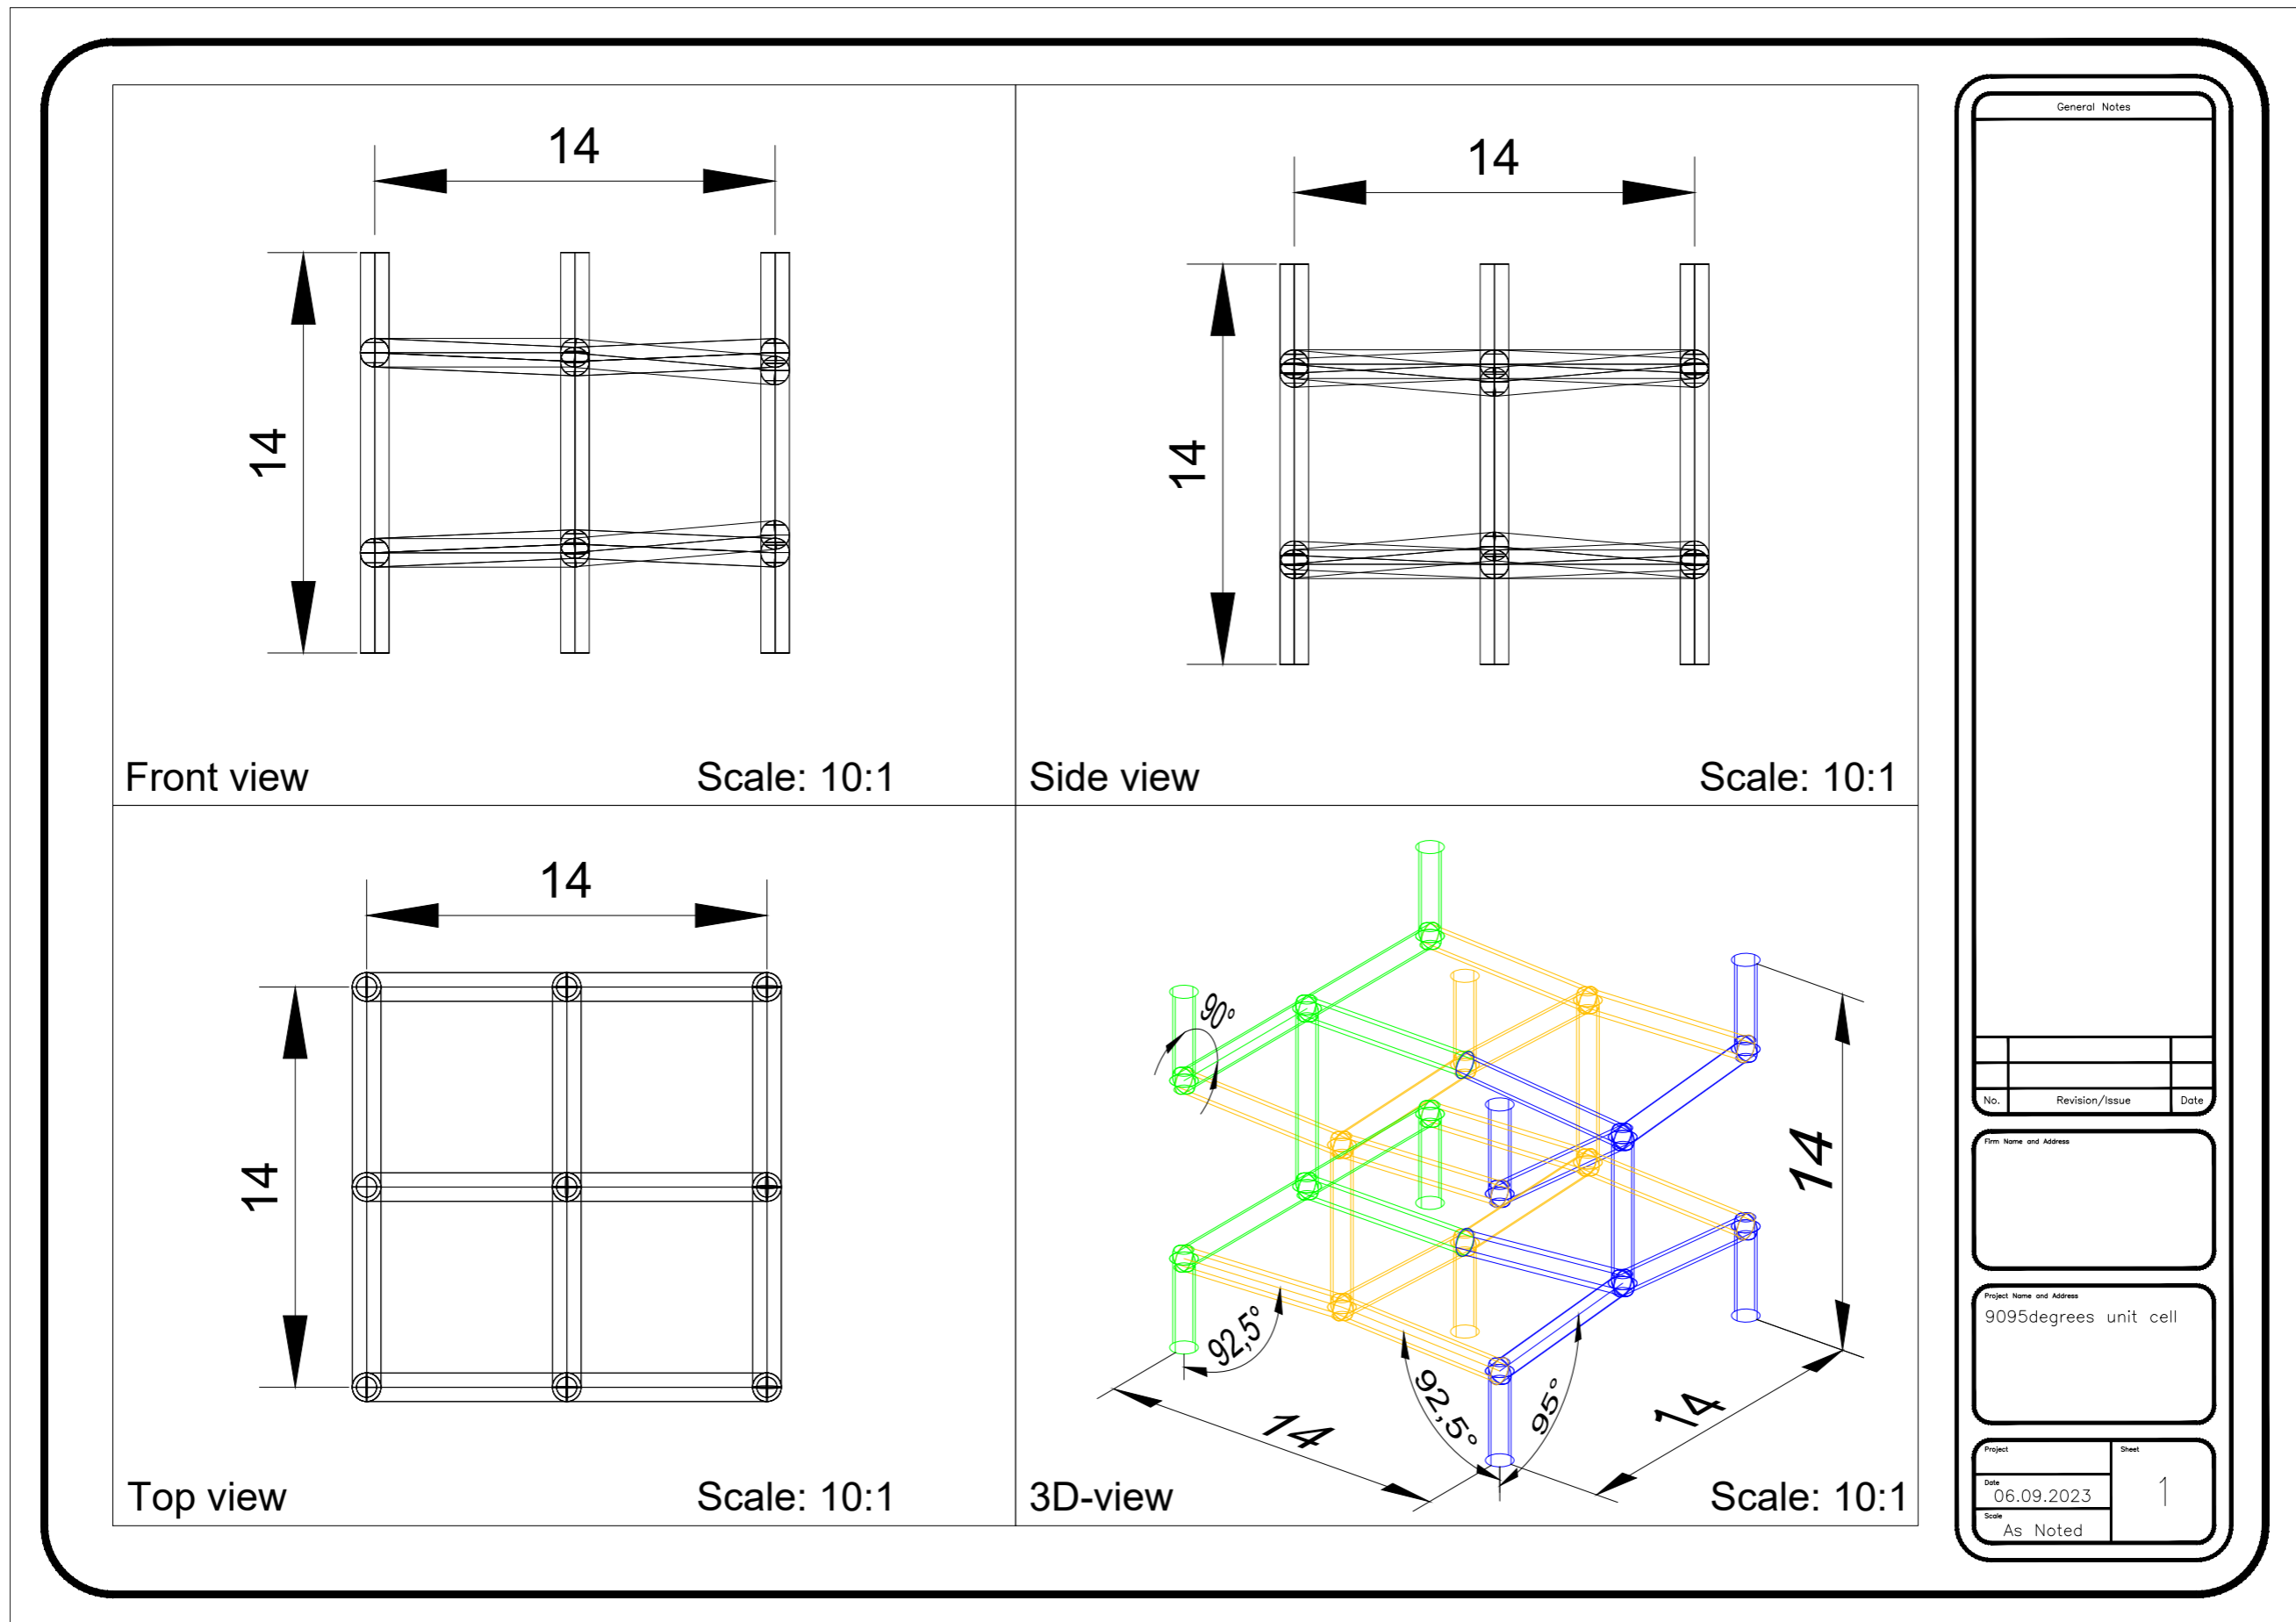 14
14
Front view
Scale: 10:1
14
14
Side view
Scale: 10:1
14
14
Top view
Scale: 10:1
90°
14
92,5°
92,5°
95°
14
14
3D-view
Scale: 10:1
General Notes
No.
Revision/Issue
Date
Firm Name and Address
Project Name and Address
9095degrees unit cell
Project
Sheet
Date
06.09.2023
1
Scale
As Noted